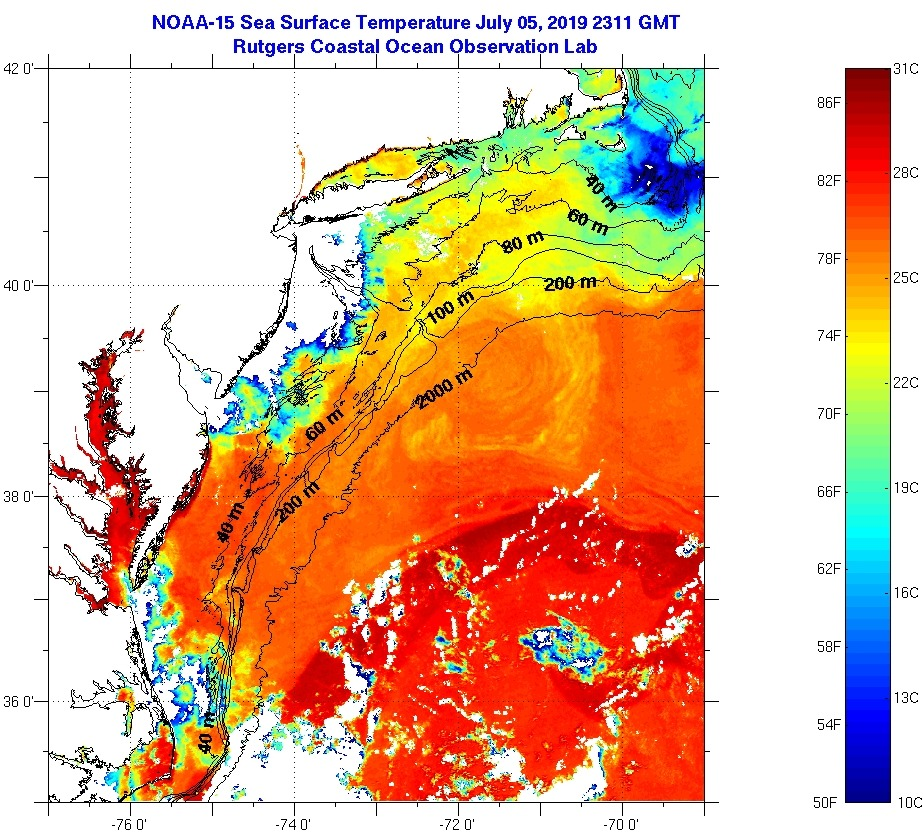 NOAA-15 Sea Surface Temperature July 05, 2019 2311 GMT
Rutgers Coastal Ocean Observation Lab
42 0'
40 0'
38 0'
36 0'
-76 0'
-74 0'
-72 0'
-70 0'
40 m
60 m
80 m
200 m
100 m
2000 m
60 m
200 m
40 m
40 m
86F
82F
78F
74F
70F
66F
62F
58F
54F
50F
31C
28C
25C
22C
19C
16C
13C
10C